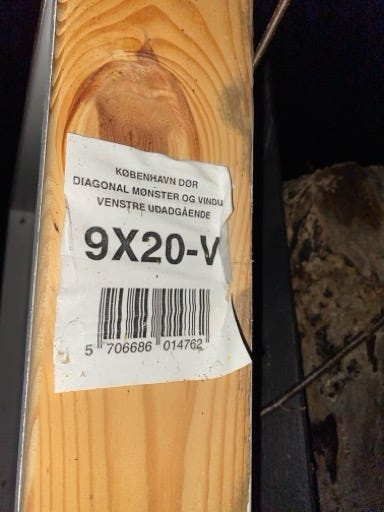 KØBENHAVN DØR
DIAGONAL MØNSTER OG VINDU
VENSTRE UDADGÅENDE
9X20-V
5 706686 014762